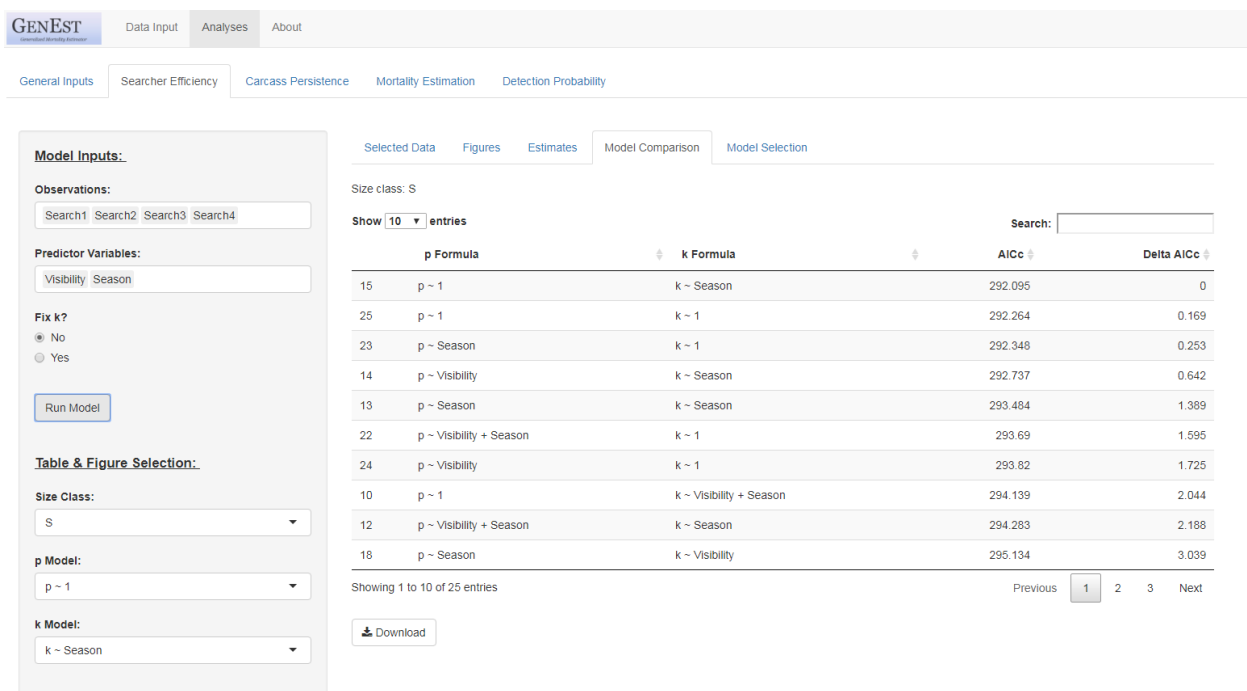 GENEST
Generalized Mortality Estimator
Data Input Analyses About
General Inputs Searcher Efficiency Carcass Persistence Mortality Estimation Detection Probability
Model Inputs:
Observations:
Search1 Search2 Search3 Search4
Predictor Variables:
Visibility Season
Fix k?
No
Yes
Run Model
Table & Figure Selection:
Size Class:
S
p Model:
p ~ 1
k Model:
k ~ Season
Selected Data Figures Estimates Model Comparison Model Selection
Size class: S
Show 10 entries Search:
p Formula k Formula AICc Delta AICc
15 p ~ 1 k ~ Season 292.095 0
25 p ~ 1 k ~ 1 292.264 0.169
23 p ~ Season k ~ 1 292.348 0.253
14 p ~ Visibility k ~ Season 292.737 0.642
13 p ~ Season k ~ Season 293.484 1.389
22 p ~ Visibility + Season k ~ 1 293.69 1.595
24 p ~ Visibility k ~ 1 293.82 1.725
10 p ~ 1 k ~ Visibility + Season 294.139 2.044
12 p ~ Visibility + Season k ~ Season 294.283 2.188
18 p ~ Season k ~ Visibility 295.134 3.039
Showing 1 to 10 of 25 entries Previous 1 2 3 Next
Download